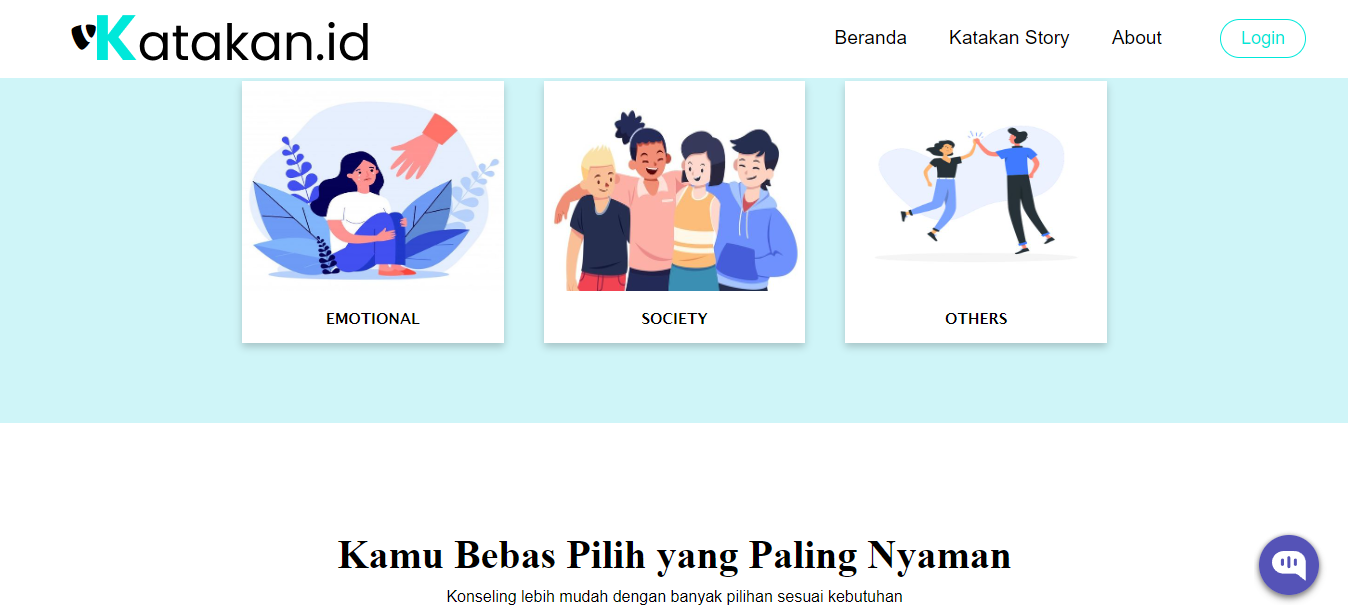 Katakan.id
Beranda Katakan Story About Login
EMOTIONAL
SOCIETY
OTHERS
Kamu Bebas Pilih yang Paling Nyaman
Konseling lebih mudah dengan banyak pilihan sesuai kebutuhan